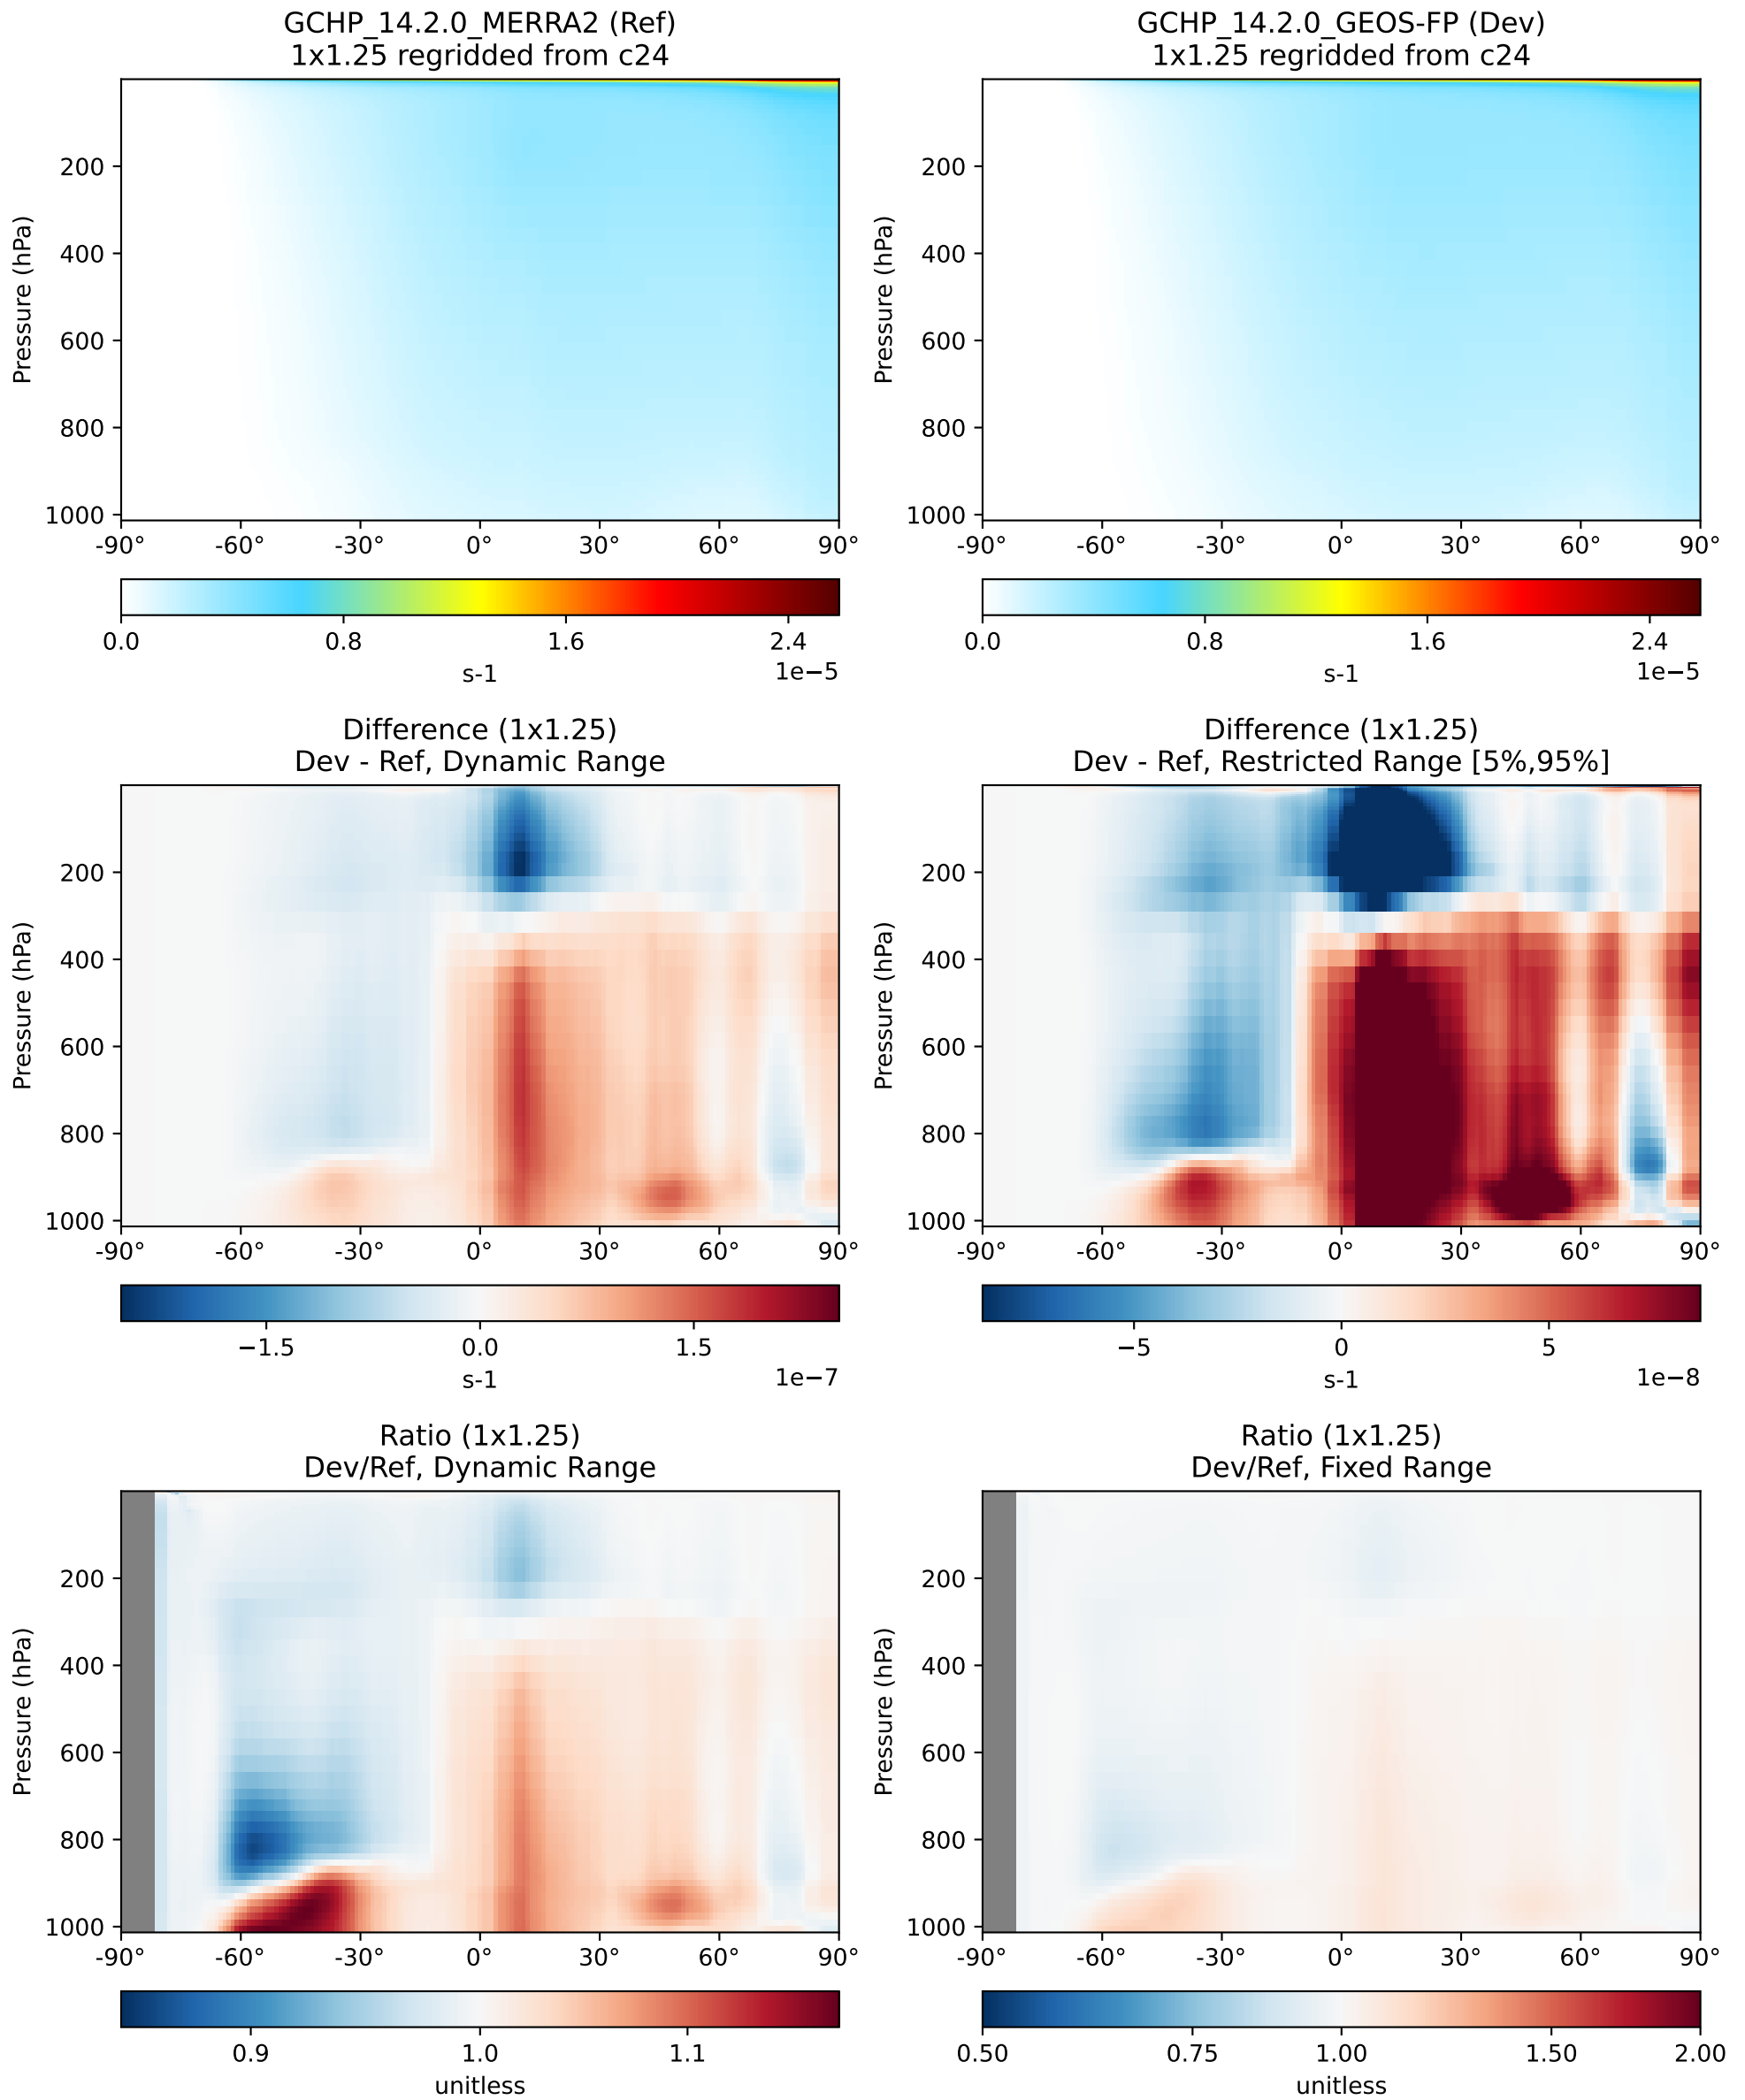 GCHP_14.2.0_MERRA2 (Ref)
1x1.25 regridded from c24
Pressure (hPa)
200
400
600
800
1000
-90° -60° -30° 0° 30° 60° 90°
0.0 0.8 1.6 2.4
1e−5
s-1
GCHP_14.2.0_GEOS-FP (Dev)
1x1.25 regridded from c24
Pressure (hPa)
200
400
600
800
1000
-90° -60° -30° 0° 30° 60° 90°
0.0 0.8 1.6 2.4
1e−5
s-1
Difference (1x1.25)
Dev - Ref, Dynamic Range
Pressure (hPa)
200
400
600
800
1000
-90° -60° -30° 0° 30° 60° 90°
−1.5 0.0 1.5
1e−7
s-1
Difference (1x1.25)
Dev - Ref, Restricted Range [5%,95%]
Pressure (hPa)
200
400
600
800
1000
-90° -60° -30° 0° 30° 60° 90°
−5 0 5
1e−8
s-1
Ratio (1x1.25)
Dev/Ref, Dynamic Range
Pressure (hPa)
200
400
600
800
1000
-90° -60° -30° 0° 30° 60° 90°
0.9 1.0 1.1
unitless
Ratio (1x1.25)
Dev/Ref, Fixed Range
Pressure (hPa)
200
400
600
800
1000
-90° -60° -30° 0° 30° 60° 90°
0.50 0.75 1.00 1.50 2.00
unitless